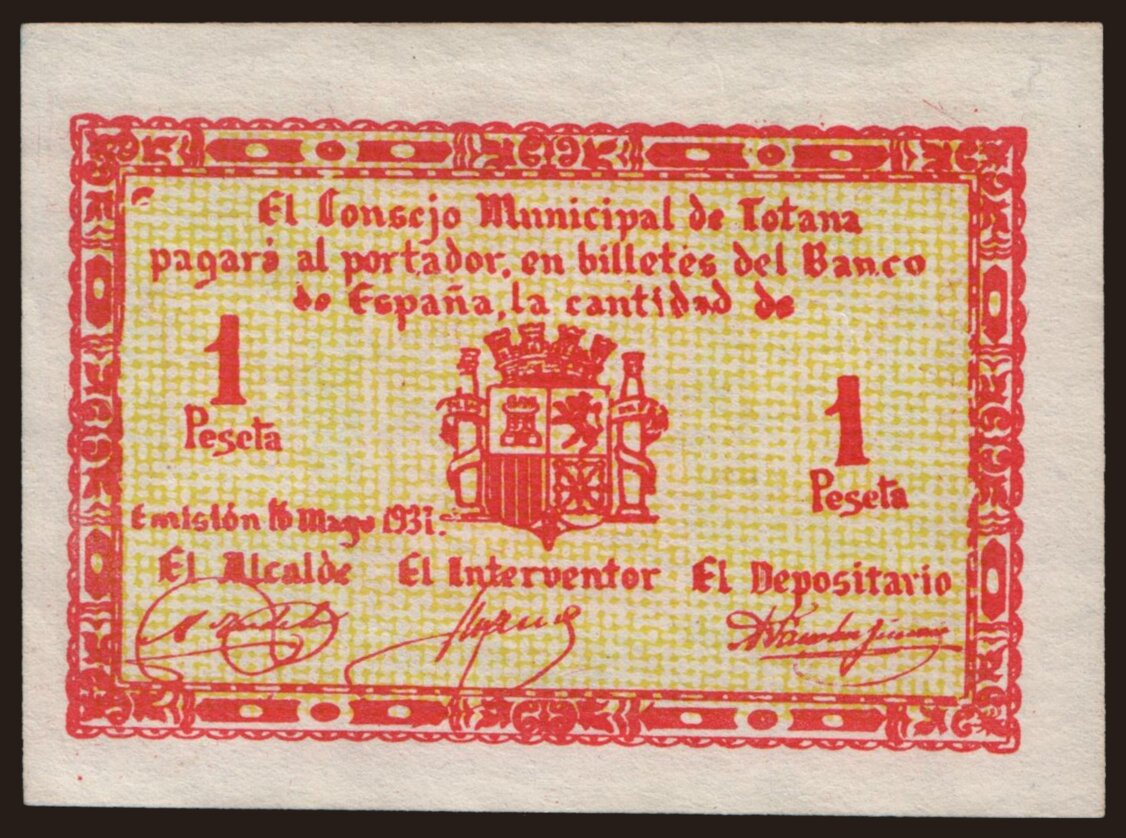 El Consejo Municipal de Totana
pagará al portador, en billetes del Banco
de España, la cantidad de
1
Peseta
1
Peseta
Emisión 16 Mayo 1937.
El Alcalde El Interventor El Depositario